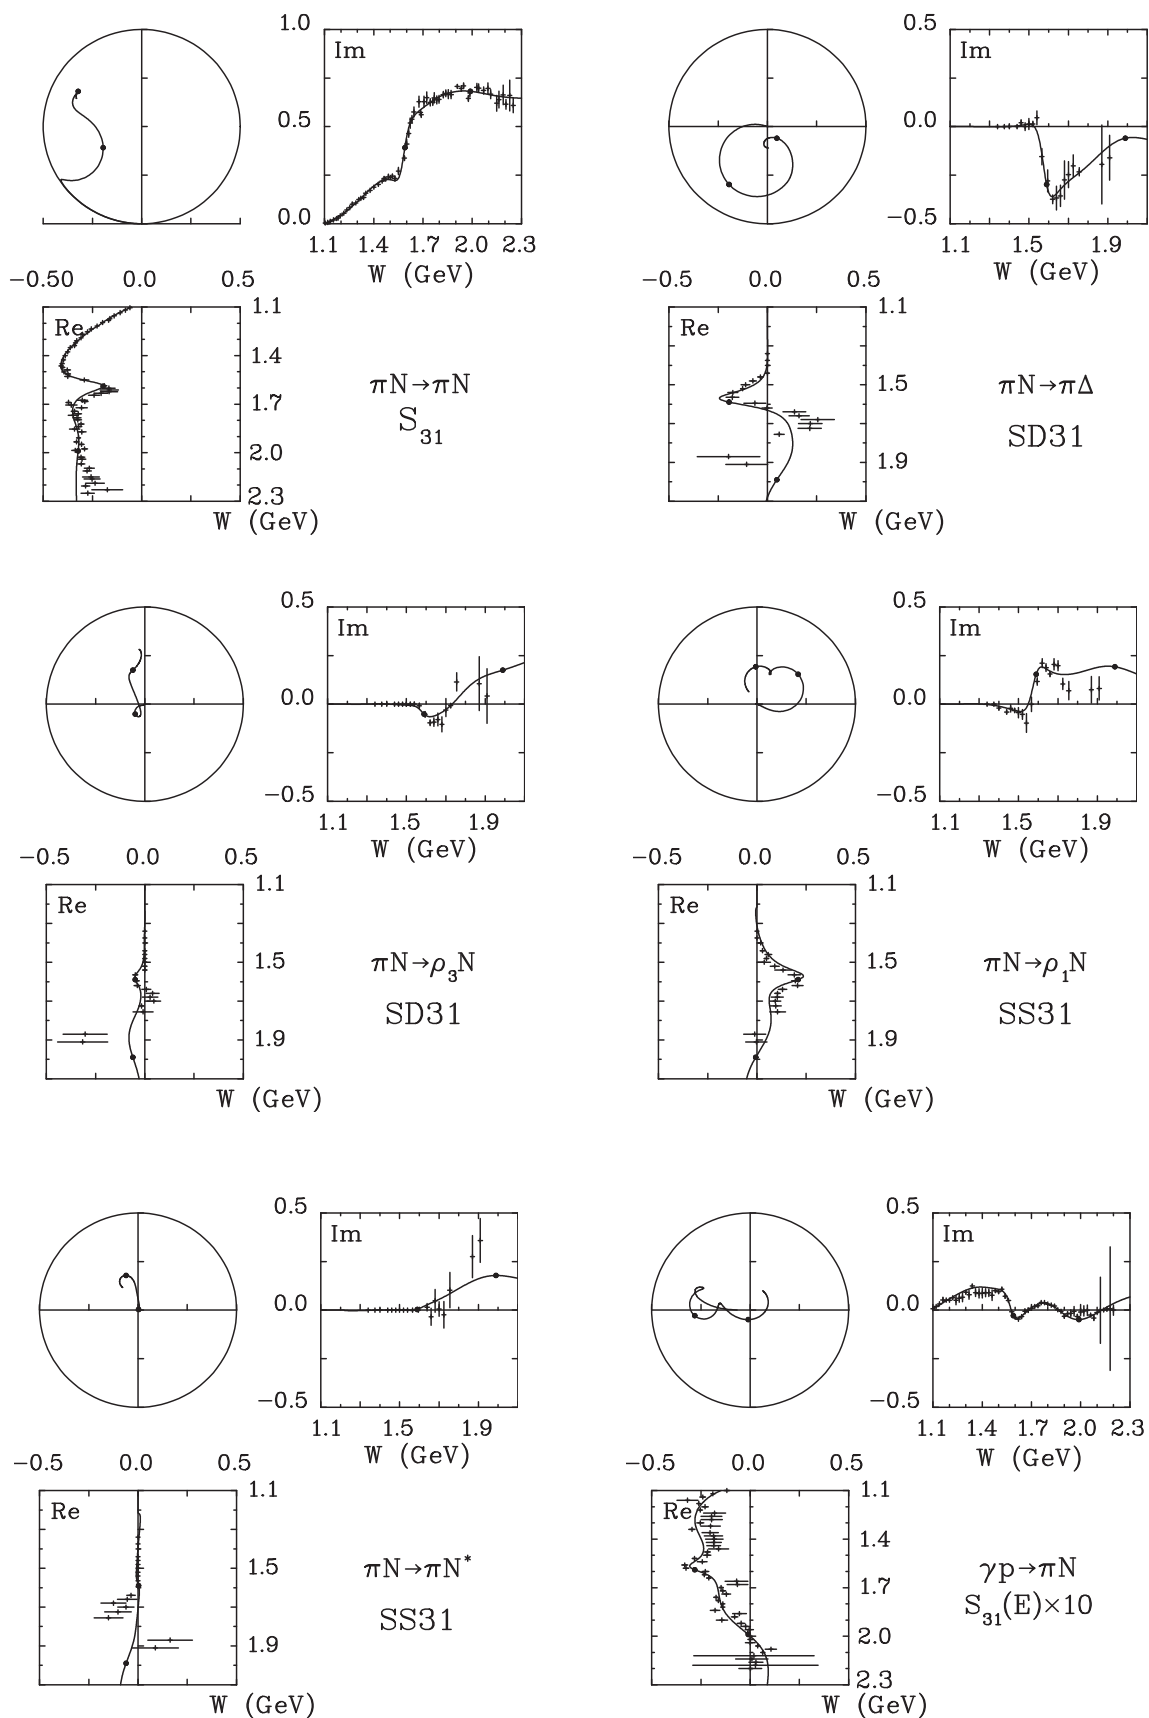 1.0
0.5
0.0
Im
1.1 1.4 1.7 2.0 2.3
W (GeV)
−0.50 0.0 0.5
Re
1.1
1.4
1.7
2.0
2.3
W (GeV)
πN→πN
S₃₁
0.5
0.0
−0.5
Im
1.1 1.5 1.9
W (GeV)
−0.5 0.0 0.5
Re
1.1
1.5
1.9
W (GeV)
πN→πΔ
SD31
0.5
0.0
−0.5
Im
1.1 1.5 1.9
W (GeV)
−0.5 0.0 0.5
Re
1.1
1.5
1.9
W (GeV)
πN→ρ₃N
SD31
0.5
0.0
−0.5
Im
1.1 1.5 1.9
W (GeV)
−0.5 0.0 0.5
Re
1.1
1.5
1.9
W (GeV)
πN→ρ₁N
SS31
0.5
0.0
−0.5
Im
1.1 1.5 1.9
W (GeV)
−0.5 0.0 0.5
Re
1.1
1.5
1.9
W (GeV)
πN→πN*
SS31
0.5
0.0
−0.5
Im
1.1 1.4 1.7 2.0 2.3
W (GeV)
−0.5 0.0 0.5
Re
1.1
1.4
1.7
2.0
2.3
W (GeV)
γp→πN
S₃₁(E)×10